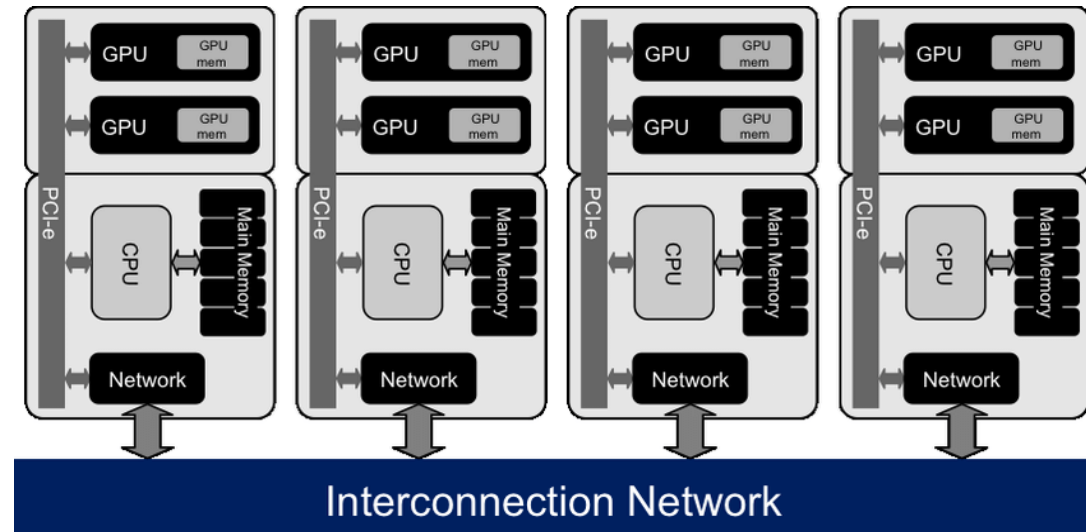 GPU
GPU
mem
GPU
GPU
mem
PCI-e
CPU
Main Memory
Network
GPU
GPU
mem
GPU
GPU
mem
PCI-e
CPU
Main Memory
Network
GPU
GPU
mem
GPU
GPU
mem
PCI-e
CPU
Main Memory
Network
GPU
GPU
mem
GPU
GPU
mem
PCI-e
CPU
Main Memory
Network
Interconnection Network